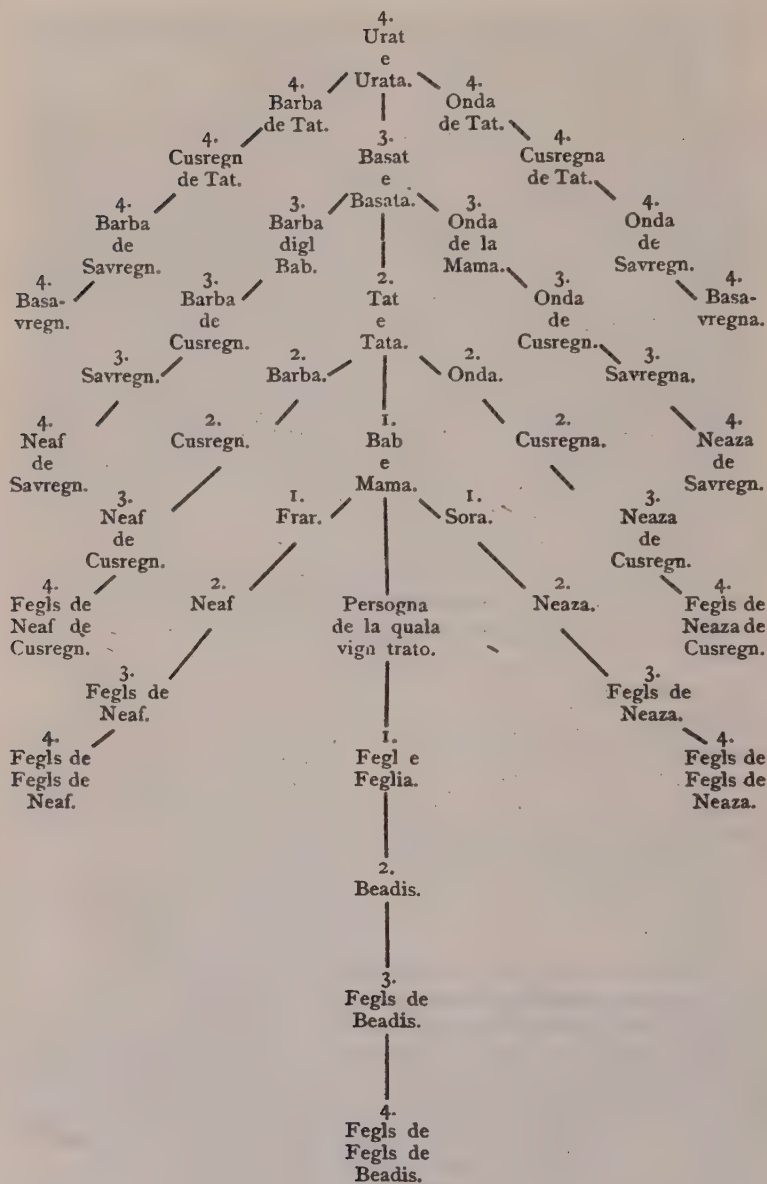 4.
Urat
e
Urata.
4.
Barba
de Tat.
4.
Onda
de Tat.
4.
Cusregn
de Tat.
3.
Basat
e
Basata.
4.
Cusregna
de Tat.
4.
Barba
de
Savregn.
3.
Barba
digl
Bab.
3.
Onda
de la
Mama.
4.
Onda
de
Savregn.
4.
Basa-
vregn.
3.
Barba
de
Cusregn.
2.
Tat
e
Tata.
3.
Onda
de
Cusregn.
4.
Basa-
vregna.
3.
Savregn.
2.
Barba.
2.
Onda.
3.
Savregna.
4.
Neaf
de
Savregn.
2.
Cusregn.
1.
Bab
e
Mama.
2.
Cusregna.
4.
Neaza
de
Savregn.
3.
Neaf
de
Cusregn.
1.
Frar.
1.
Sora.
3.
Neaza
de
Cusregn.
4.
Fegls de
Neaf de
Cusregn.
2.
Neaf
Persogna
de la quala
vign trato.
2.
Neaza.
4.
Fegls de
Neaza de
Cusregn.
3.
Fegls de
Neaf.
3.
Fegls de
Neaza.
4.
Fegls de
Fegls de
Neaf.
1.
Fegl e
Feglia.
4.
Fegls de
Fegls de
Neaza.
2.
Beadis.
3.
Fegls de
Beadis.
4.
Fegls de
Fegls de
Beadis.